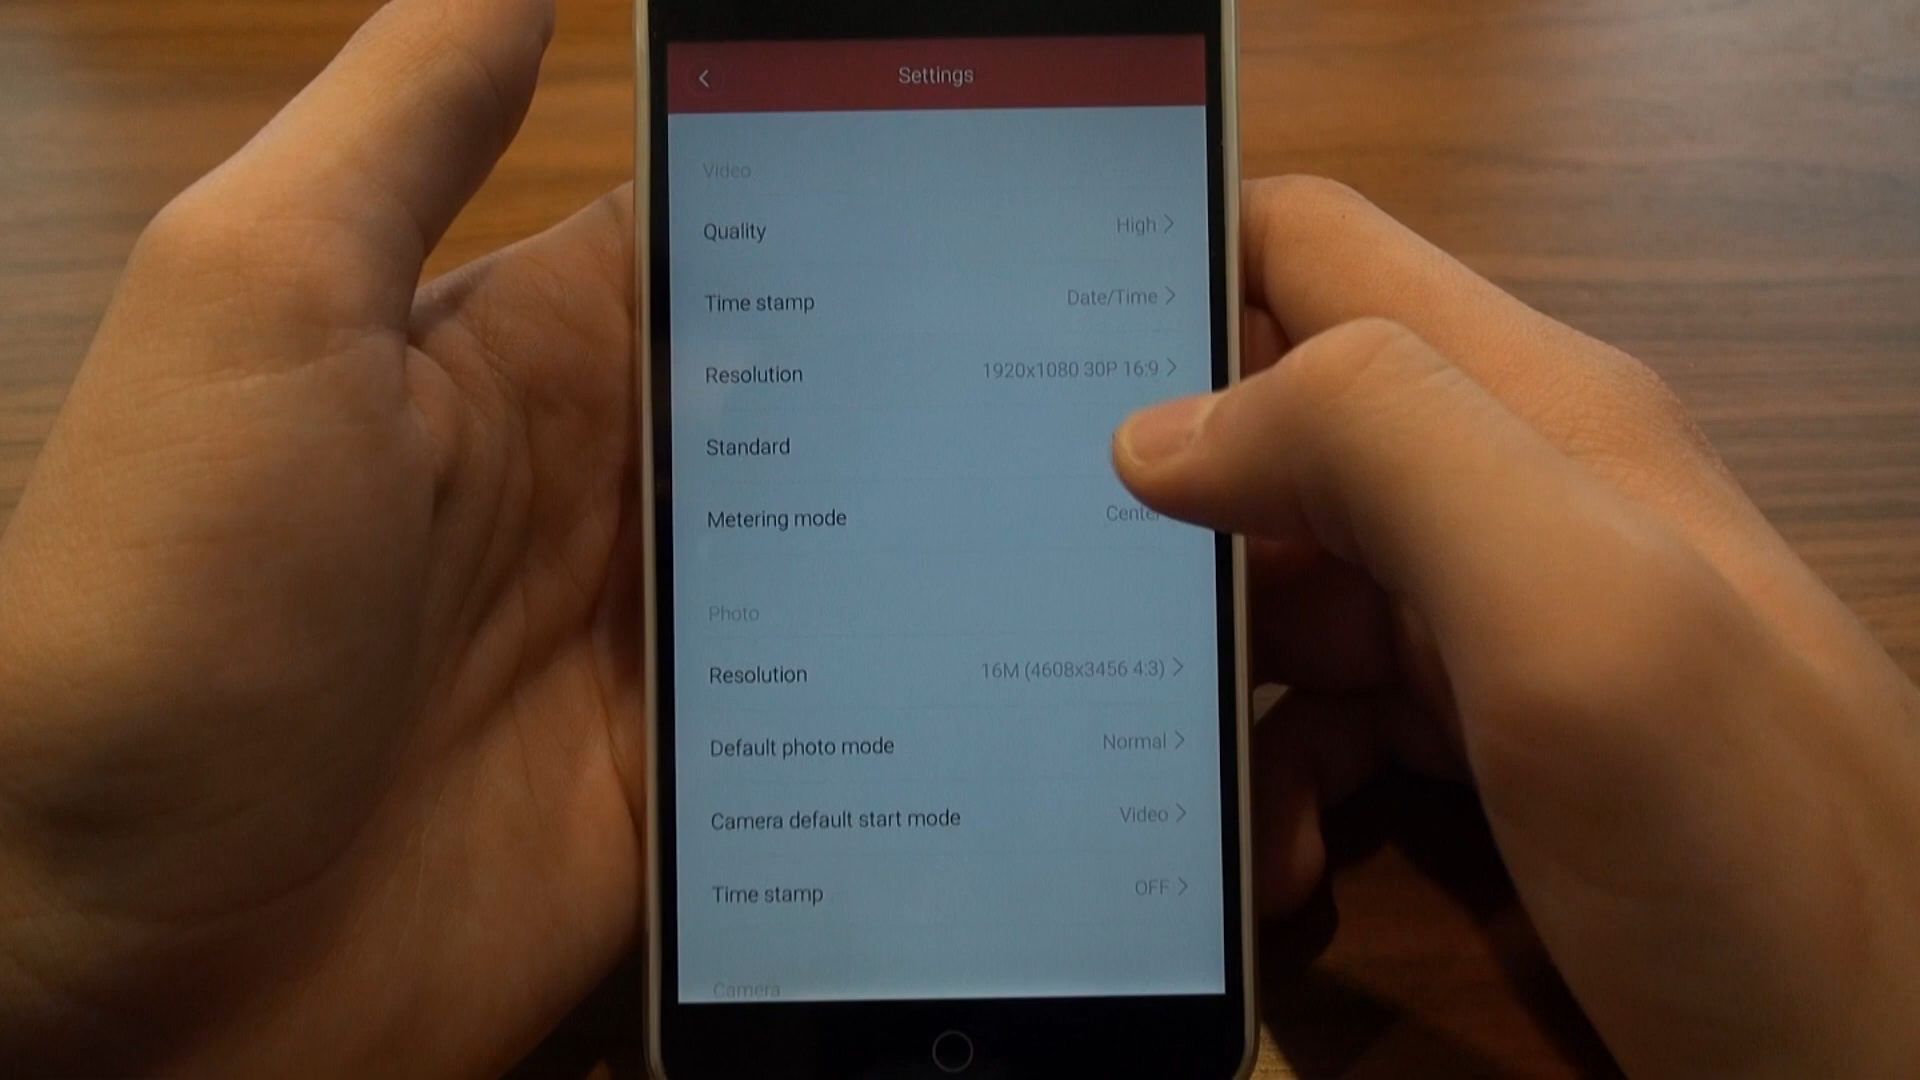 Settings
Video
Quality High
Time stamp Date/Time
Resolution 1920x1080 30P 16:9
Standard
Metering mode
Photo
Resolution 16M (4608x3456 4:3)
Default photo mode Normal
Camera default start mode Video
Time stamp OFF
Camera